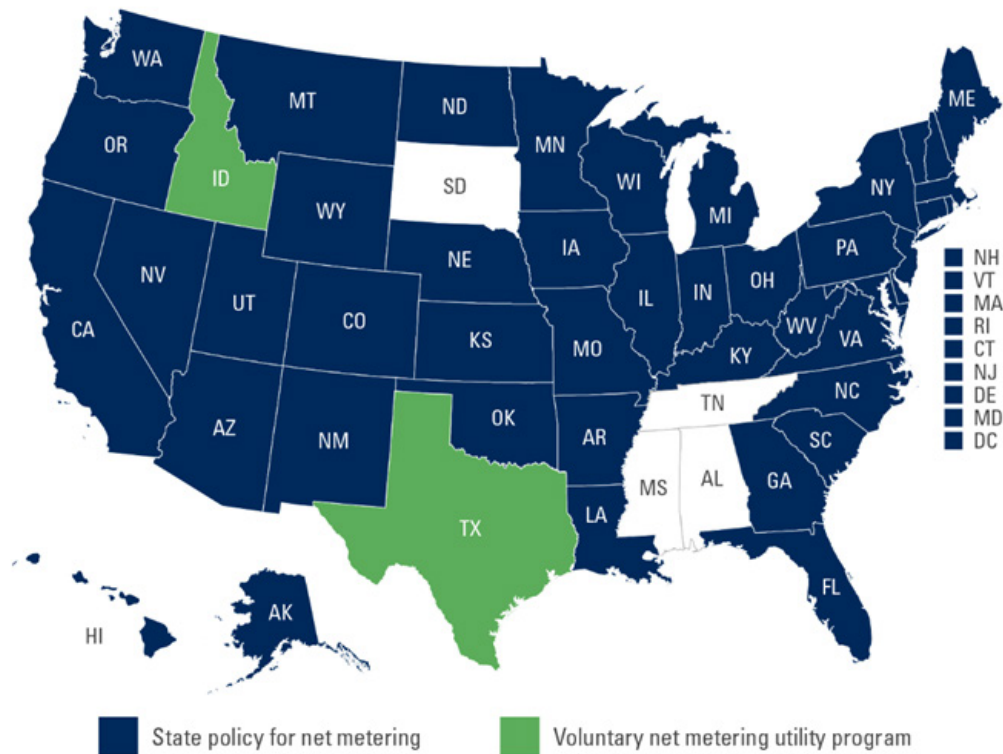 WA
MT
ND
MN
ME
OR
ID
SD
WI
NY
WY
MI
IA
PA
NE
NV
OH
NH
UT
IL
IN
VT
CA
CO
WV
MA
VA
KS
MO
KY
RI
CT
NJ
NC
TN
DE
AZ
OK
MD
NM
AR
SC
DC
MS
AL
GA
LA
TX
FL
AK
HI
State policy for net metering
Voluntary net metering utility program